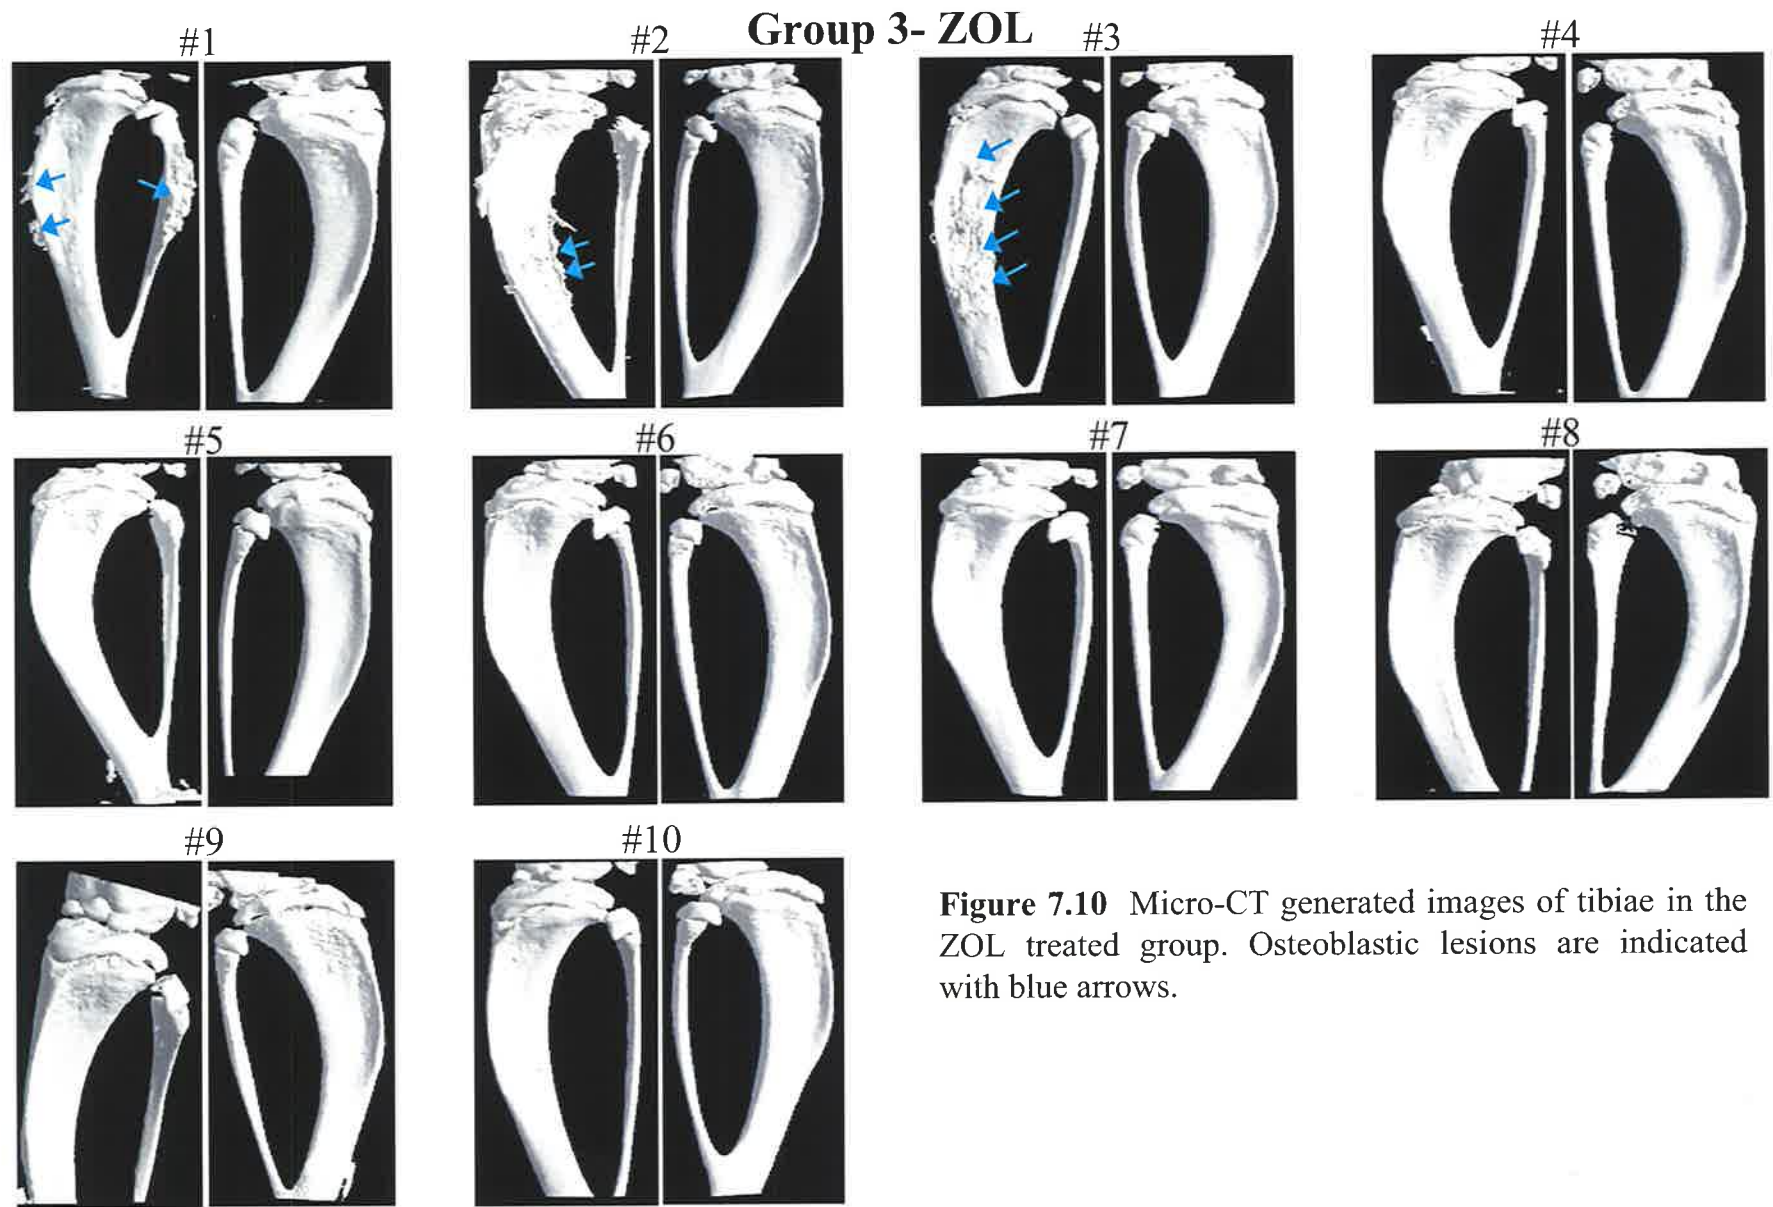 Group 3- ZOL
#1
#2
#3
#4
#5
#6
#7
#8
#9
#10
Figure 7.10 Micro-CT generated images of tibiae in the
ZOL treated group. Osteoblastic lesions are indicated
with blue arrows.